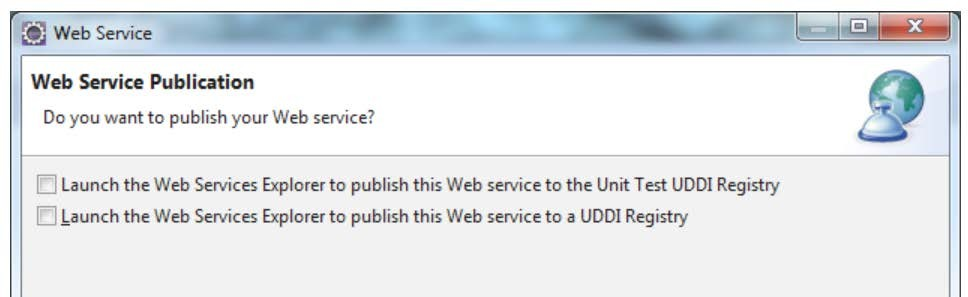 Web Service
Web Service Publication
Do you want to publish your Web service?
Launch the Web Services Explorer to publish this Web service to the Unit Test UDDI Registry
Launch the Web Services Explorer to publish this Web service to a UDDI Registry